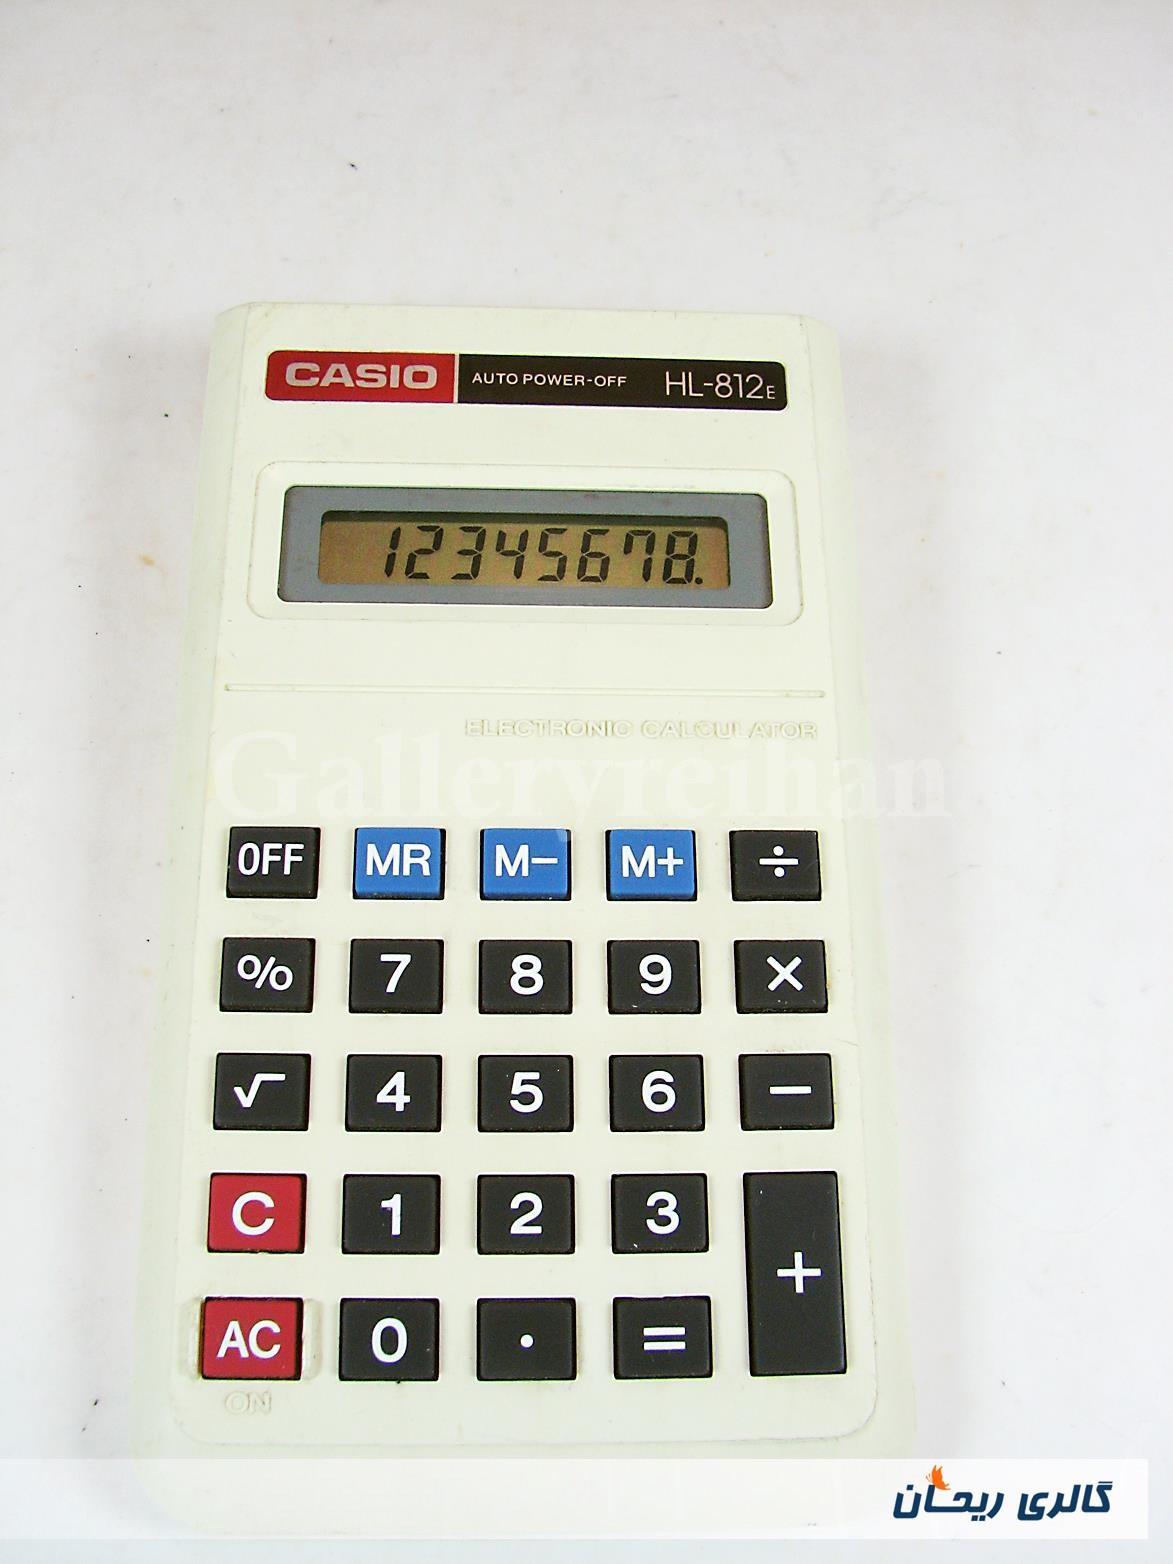 CASIO AUTO POWER-OFF HL-812E
12345678.
ELECTRONIC CALCULATOR
Galleryreihan
OFF MR M− M+ ÷
% 7 8 9 ×
√ 4 5 6 −
C 1 2 3 +
AC 0 . =
ON
گالری ریحان